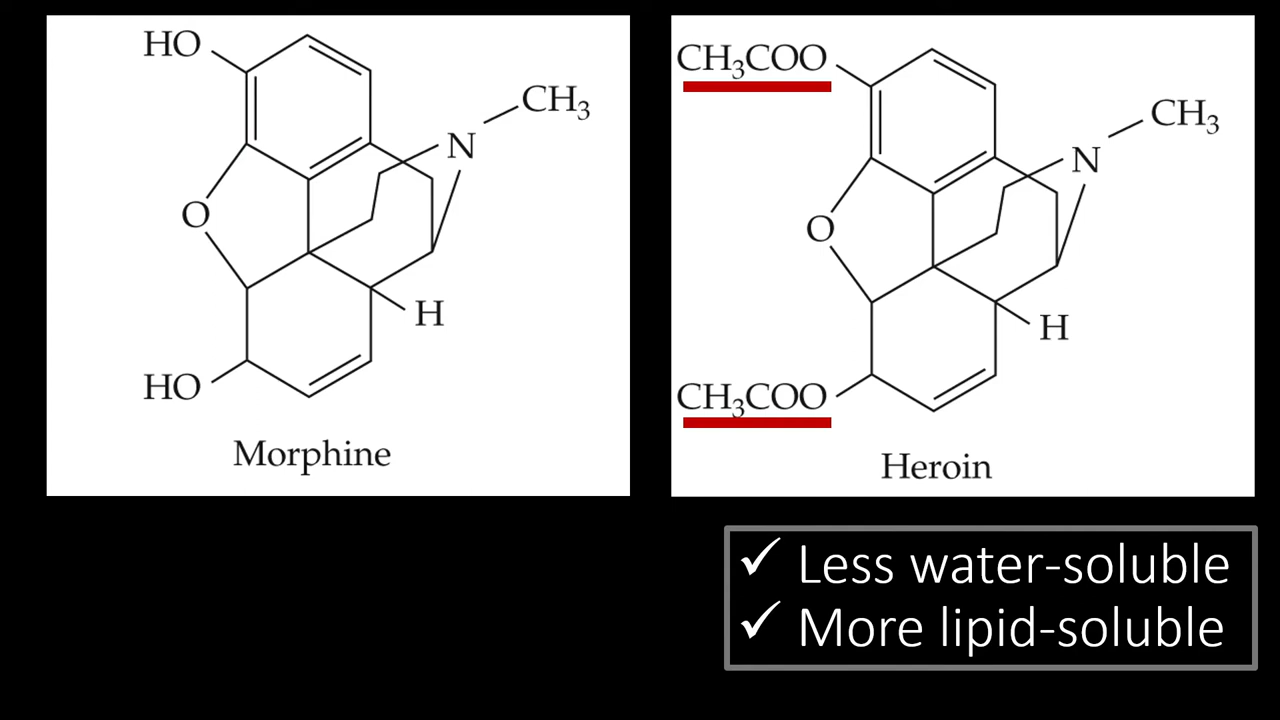 HO
CH₃
N
O
H
HO
Morphine
CH₃COO
CH₃
N
O
H
CH₃COO
Heroin
✓ Less water-soluble
✓ More lipid-soluble